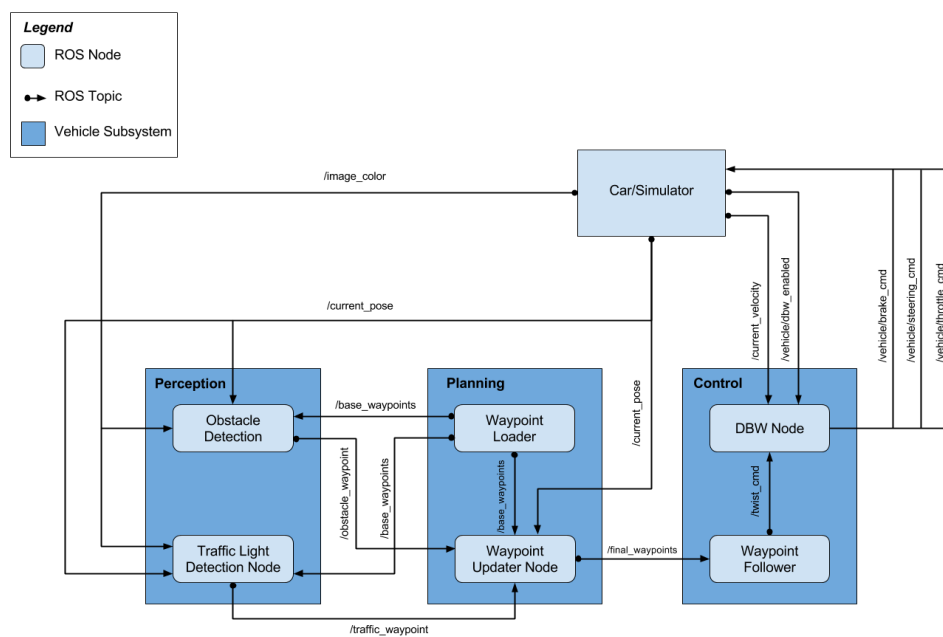 Legend
ROS Node
ROS Topic
Vehicle Subsystem
/image_color
Car/Simulator
/current_pose
/current_velocity
/vehicle/dbw_enabled
/vehicle/brake_cmd
/vehicle/steering_cmd
/vehicle/throttle_cmd
Perception
Planning
Control
Obstacle
Detection
/base_waypoints
Waypoint
Loader
/current_pose
DBW Node
/obstacle_waypoint
/base_waypoints
/base_waypoints
/twist_cmd
Traffic Light
Detection Node
Waypoint
Updater Node
/final_waypoints
Waypoint
Follower
/traffic_waypoint